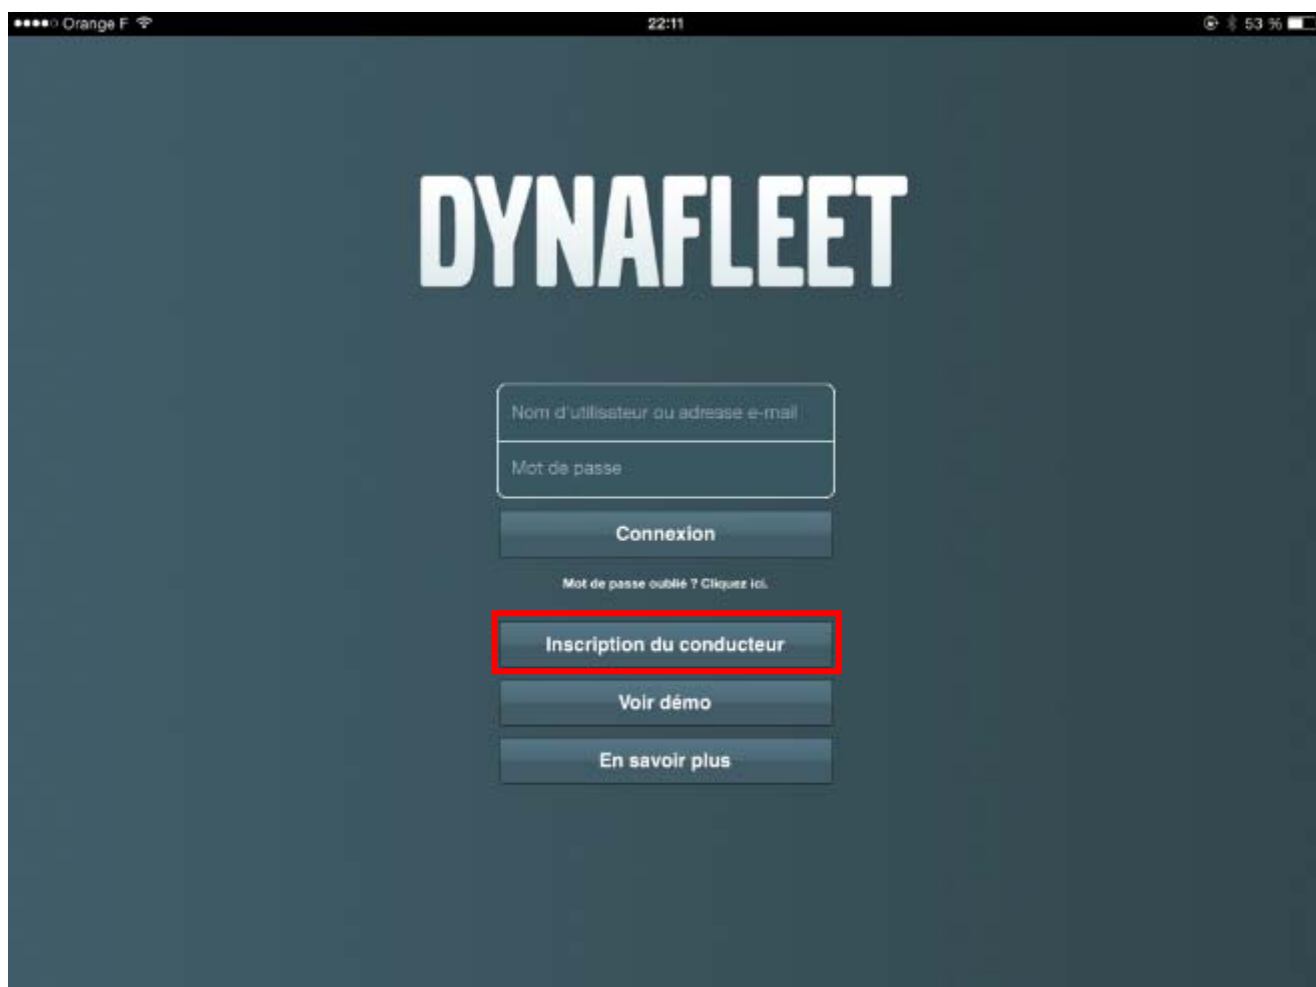 Orange F 22:11 53 %
DYNAFLEET
Nom d'utilisateur ou adresse e-mail
Mot de passe
Connexion
Mot de passe oublié ? Cliquez ici.
Inscription du conducteur
Voir démo
En savoir plus